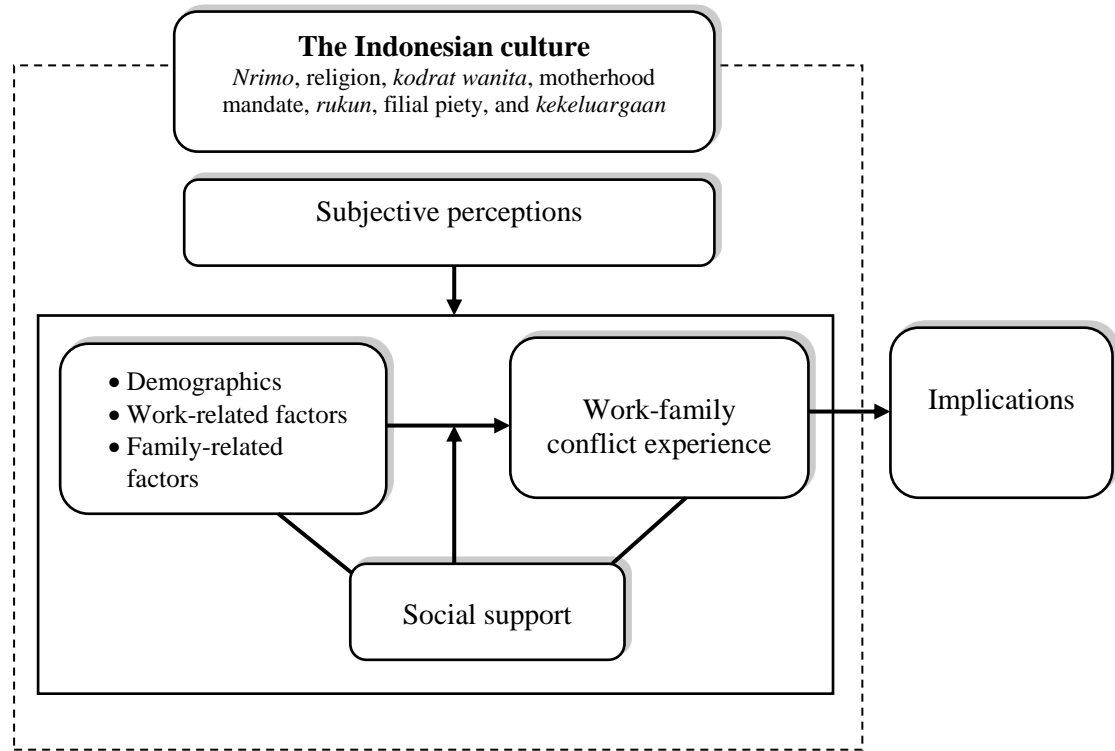 The Indonesian culture
Nrimo, religion, kodrat wanita, motherhood
mandate, rukun, filial piety, and kekeluargaan
Subjective perceptions
• Demographics
• Work-related factors
• Family-related
factors
Work-family
conflict experience
Implications
Social support